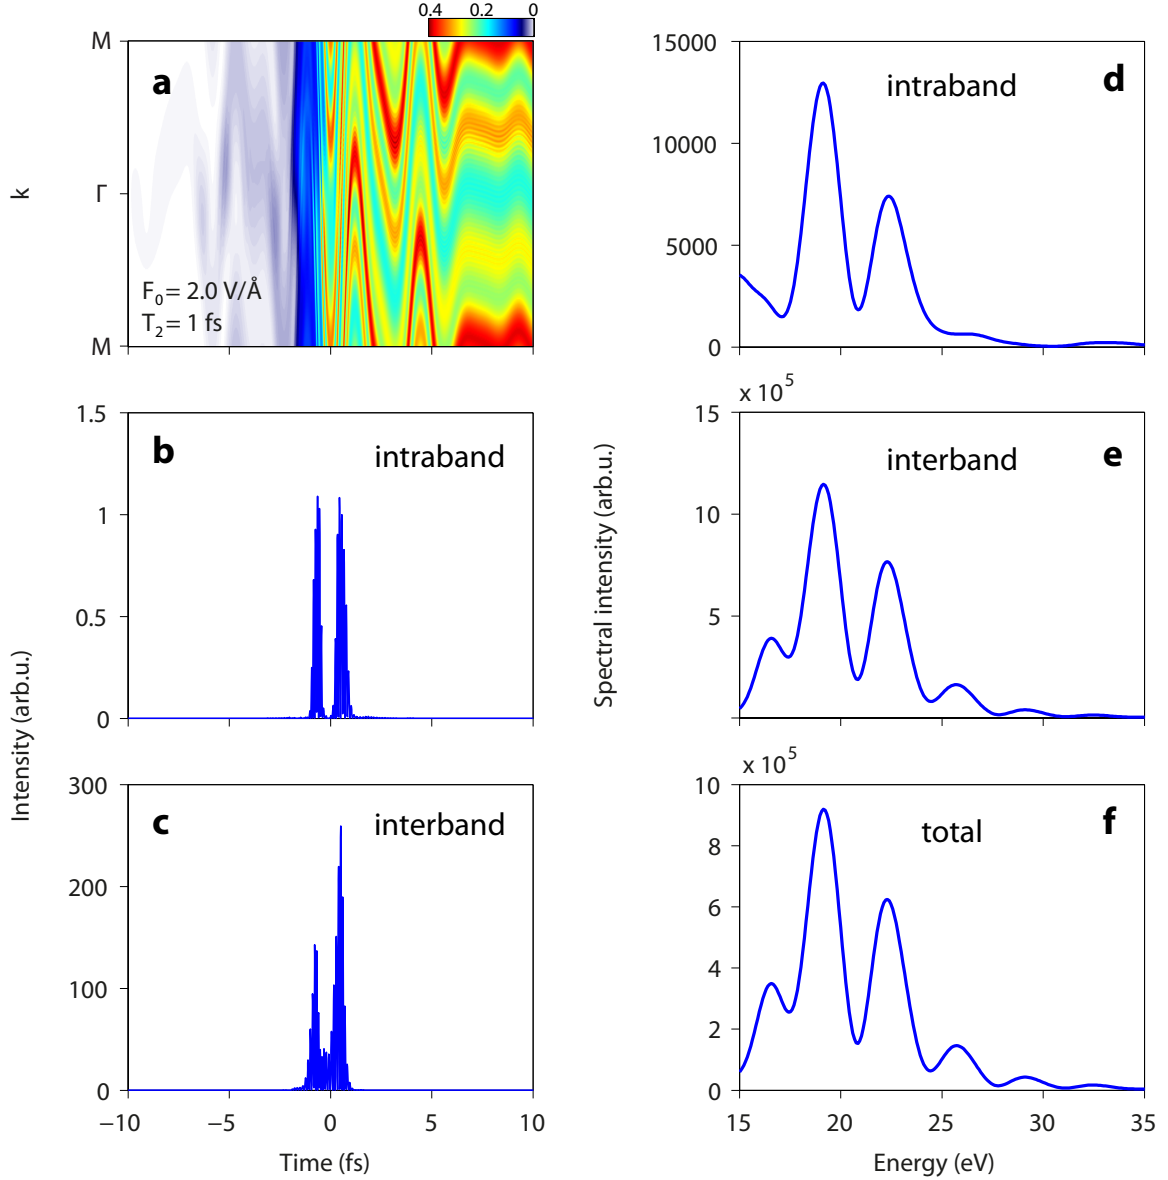 0.4 0.2 0
M
a
Γ
k
F0= 2.0 V/Å
T2= 1 fs
M
1.5
b
intraband
1
0.5
0
Intensity (arb.u.)
300
c
interband
200
100
0
−10 −5 0 5 10
Time (fs)
15000
intraband
d
10000
5000
0
x 10^5
15
interband
e
10
5
Spectral intensity (arb.u.)
x 10^5
10
total
f
8
6
4
2
0
15 20 25 30 35
Energy (eV)